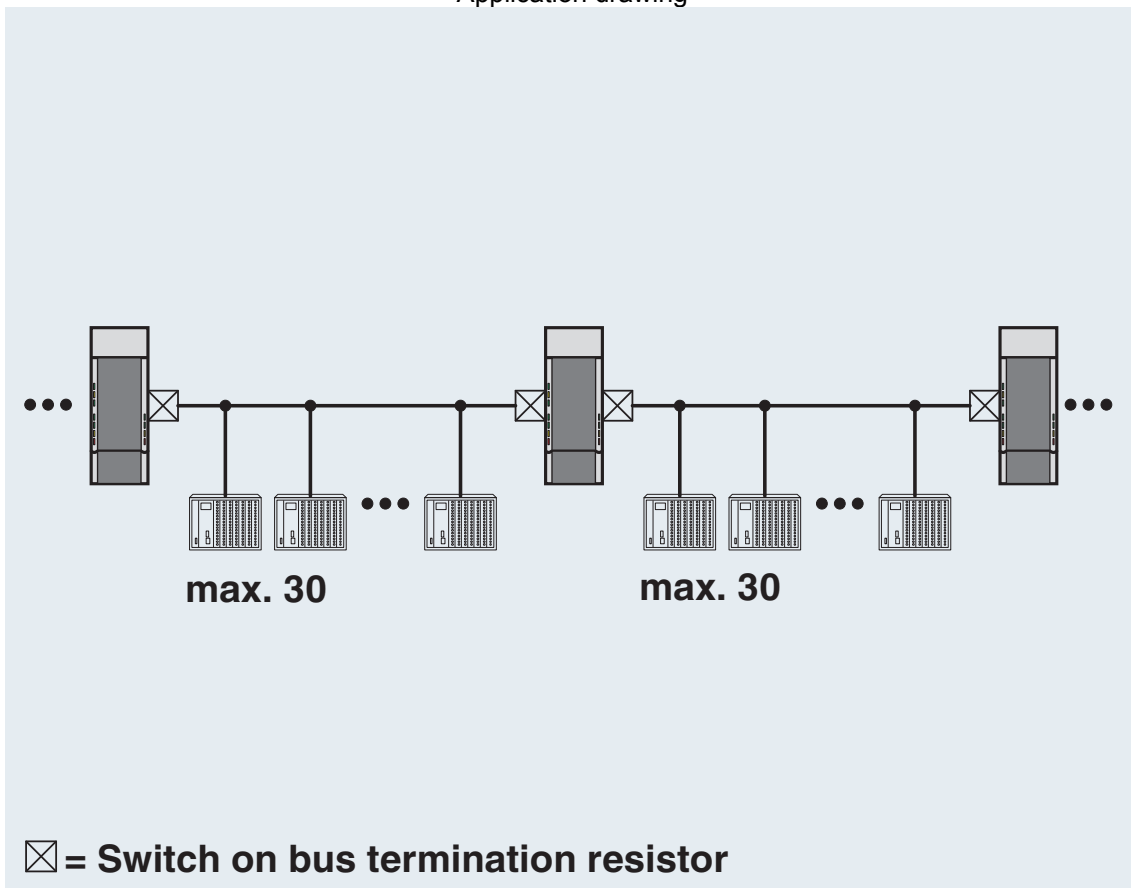 Application drawing
max. 30
max. 30
= Switch on bus termination resistor